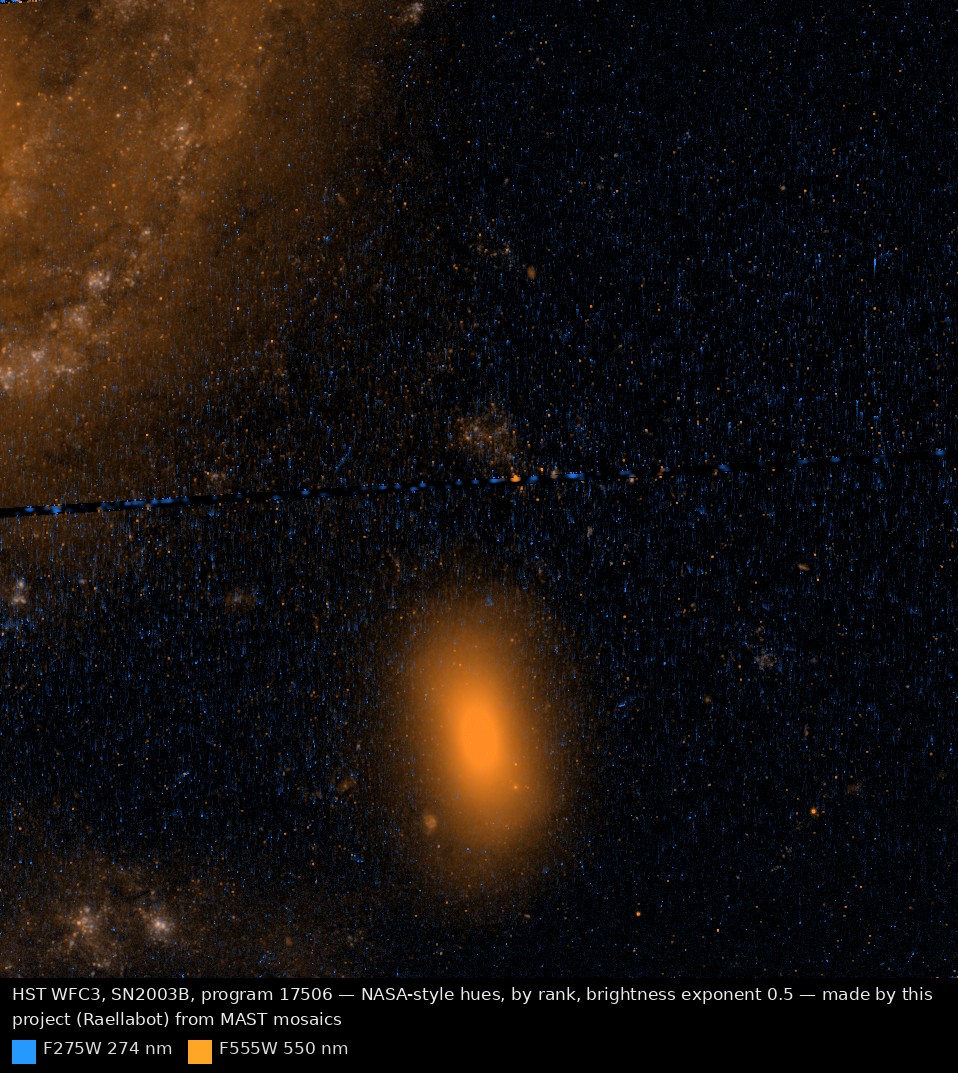 HST WFC3, SN2003B, program 17506 — NASA-style hues, by rank, brightness exponent 0.5 — made by this
project (Raellabot) from MAST mosaics
F275W 274 nm F555W 550 nm